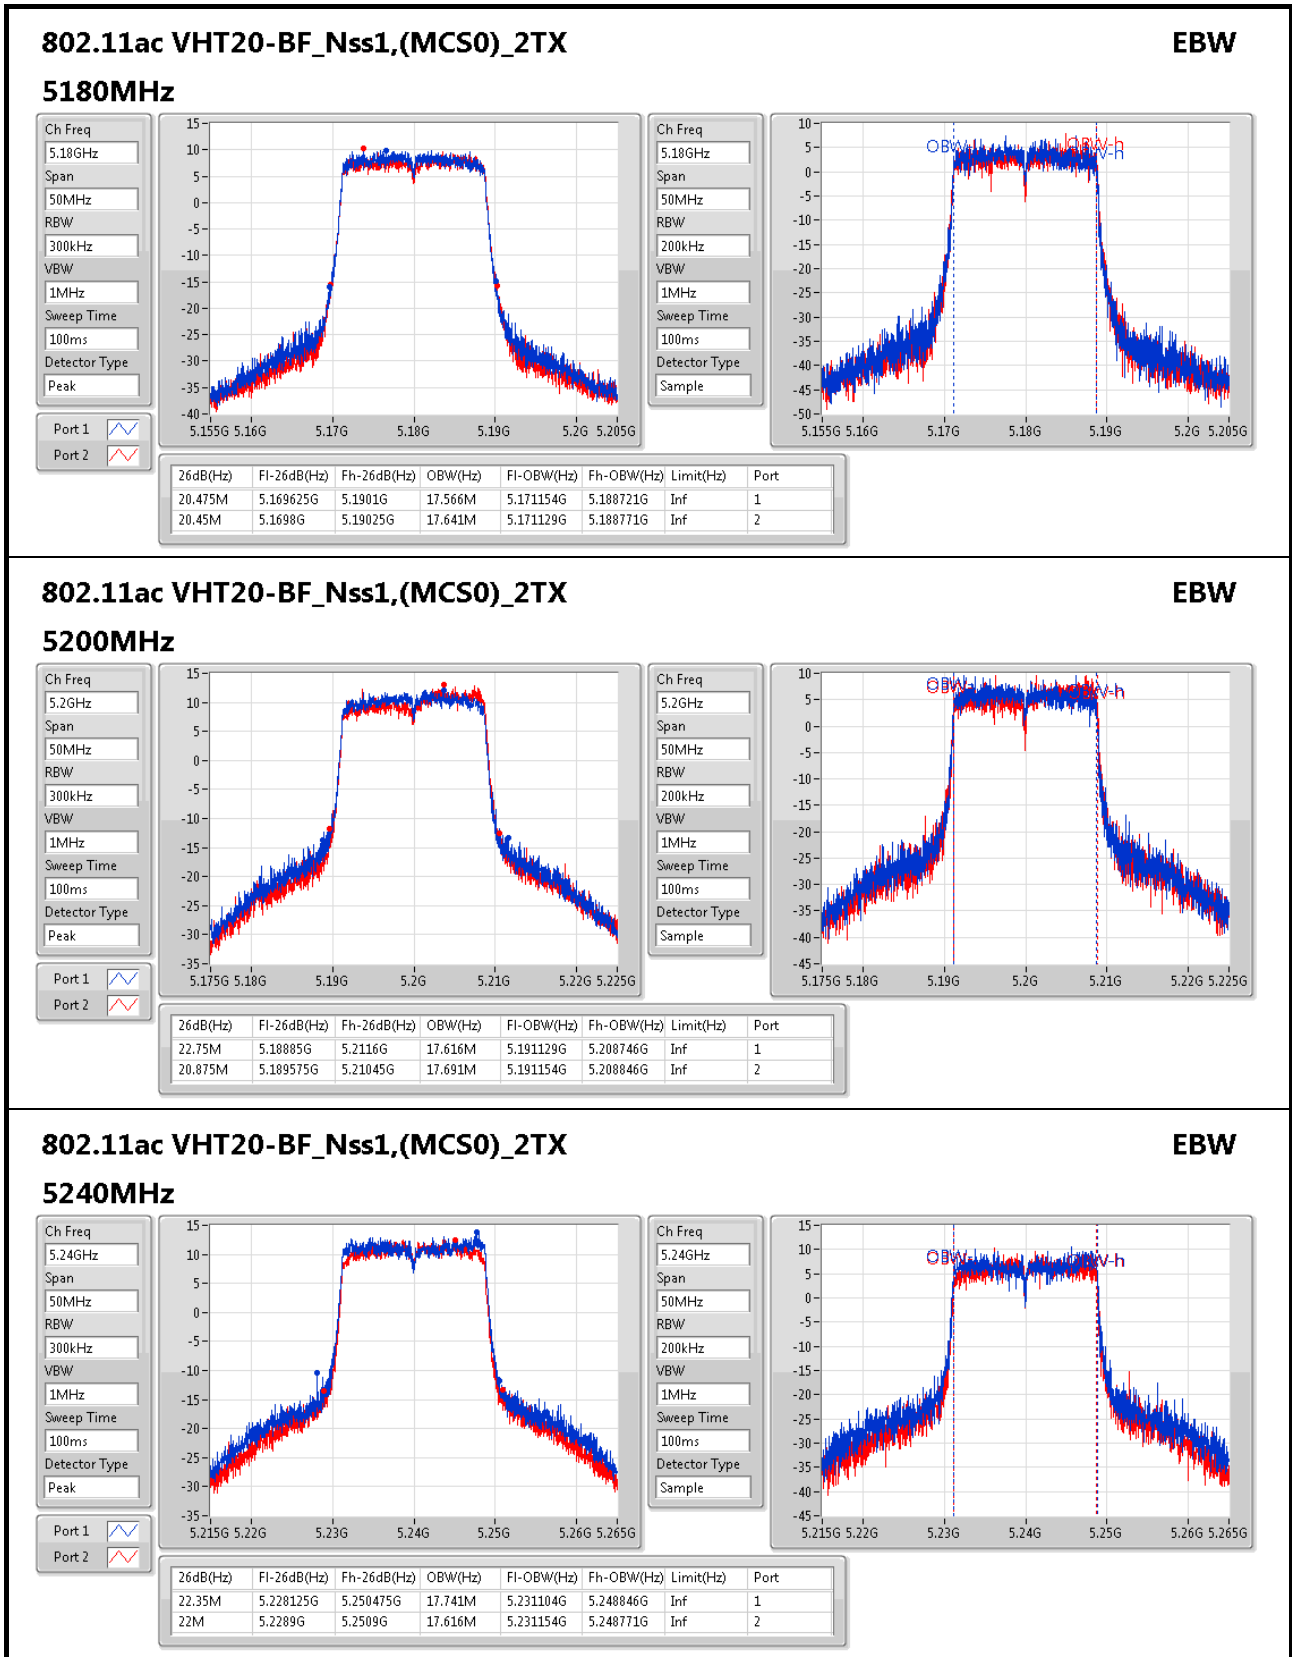 802.11ac VHT20-BF_Nss1,(MCS0)_2TX EBW
5180MHz
Ch Freq
5.18GHz
Span
50MHz
RBW
300kHz
VBW
1MHz
Sweep Time
100ms
Detector Type
Peak
Port 1
Port 2
15
10
5
0
-5
-10
-15
-20
-25
-30
-35
-40
5.155G 5.16G 5.17G 5.18G 5.19G 5.2G 5.205G
Ch Freq
5.18GHz
Span
50MHz
RBW
200kHz
VBW
1MHz
Sweep Time
100ms
Detector Type
Sample
10
5
0
-5
-10
-15
-20
-25
-30
-35
-40
-45
-50
OBW-h
5.155G 5.16G 5.17G 5.18G 5.19G 5.2G 5.205G
26dB(Hz) Fl-26dB(Hz) Fh-26dB(Hz) OBW(Hz) Fl-OBW(Hz) Fh-OBW(Hz) Limit(Hz) Port
20.475M 5.169625G 5.1901G 17.566M 5.171154G 5.188721G Inf 1
20.45M 5.1698G 5.19025G 17.641M 5.171129G 5.188771G Inf 2
802.11ac VHT20-BF_Nss1,(MCS0)_2TX EBW
5200MHz
Ch Freq
5.2GHz
Span
50MHz
RBW
300kHz
VBW
1MHz
Sweep Time
100ms
Detector Type
Peak
Port 1
Port 2
15
10
5
0
-5
-10
-15
-20
-25
-30
-35
5.175G 5.18G 5.19G 5.2G 5.21G 5.22G 5.225G
Ch Freq
5.2GHz
Span
50MHz
RBW
200kHz
VBW
1MHz
Sweep Time
100ms
Detector Type
Sample
10
5
0
-5
-10
-15
-20
-25
-30
-35
-40
-45
5.175G 5.18G 5.19G 5.2G 5.21G 5.22G 5.225G
26dB(Hz) Fl-26dB(Hz) Fh-26dB(Hz) OBW(Hz) Fl-OBW(Hz) Fh-OBW(Hz) Limit(Hz) Port
22.75M 5.18885G 5.2116G 17.616M 5.191129G 5.208746G Inf 1
20.875M 5.189575G 5.21045G 17.691M 5.191154G 5.208846G Inf 2
802.11ac VHT20-BF_Nss1,(MCS0)_2TX EBW
5240MHz
Ch Freq
5.24GHz
Span
50MHz
RBW
300kHz
VBW
1MHz
Sweep Time
100ms
Detector Type
Peak
Port 1
Port 2
15
10
5
0
-5
-10
-15
-20
-25
-30
-35
5.215G 5.22G 5.23G 5.24G 5.25G 5.26G 5.265G
Ch Freq
5.24GHz
Span
50MHz
RBW
200kHz
VBW
1MHz
Sweep Time
100ms
Detector Type
Sample
15
10
5
0
-5
-10
-15
-20
-25
-30
-35
-40
-45
5.215G 5.22G 5.23G 5.24G 5.25G 5.26G 5.265G
26dB(Hz) Fl-26dB(Hz) Fh-26dB(Hz) OBW(Hz) Fl-OBW(Hz) Fh-OBW(Hz) Limit(Hz) Port
22.35M 5.228125G 5.250475G 17.741M 5.231104G 5.248846G Inf 1
22M 5.2289G 5.2509G 17.616M 5.231154G 5.248771G Inf 2